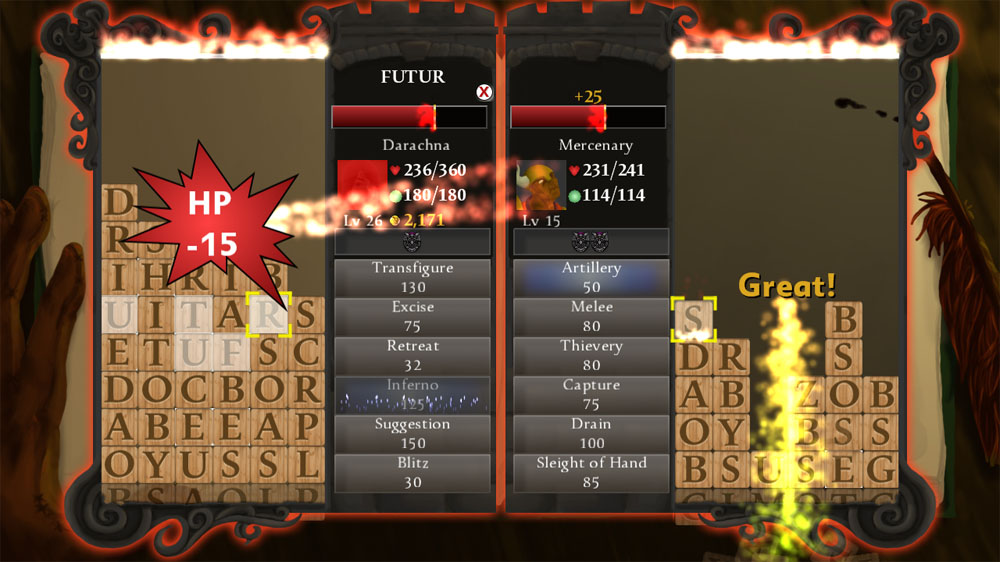 D
R
I H R I B
U I T A R S
E T U F S C
D O C B O R
A B E E A P
O Y U S S L
HP
-15
FUTUR
X
Darachna
236/360
180/180
Lv 26 2,171
Transfigure
130
Excise
75
Retreat
32
Inferno
125
Suggestion
150
Blitz
30
+25
Mercenary
231/241
114/114
Lv 15
Artillery
50
Melee
80
Thievery
80
Capture
75
Drain
100
Sleight of Hand
85
Great!
S B
D R S
A B Z O B
O Y B S S
B S U S E G